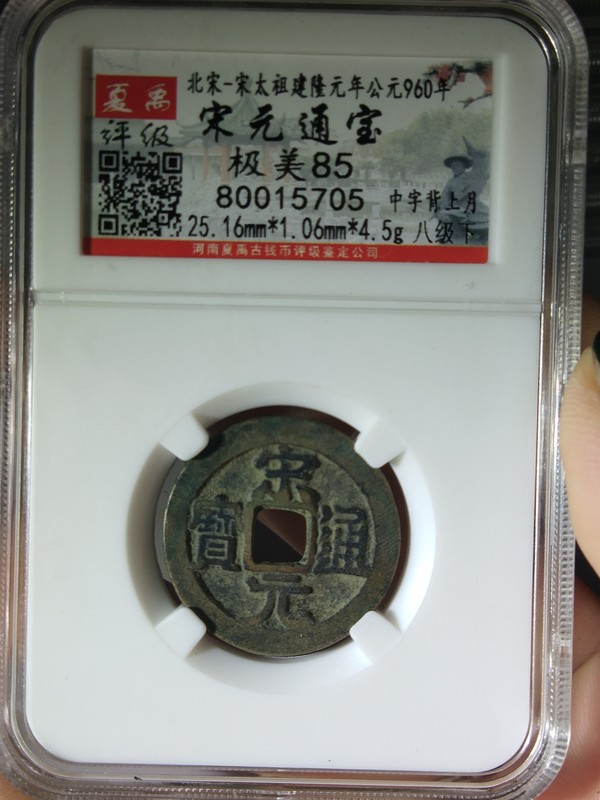 夏禹
评级
北宋-宋太祖建隆元年公元960年
宋元通宝
极美85
80015705 中字背上月
25.16mm*1.06mm*4.5g 八级下
河南夏禹古钱币评级鉴定公司
宋元通寶